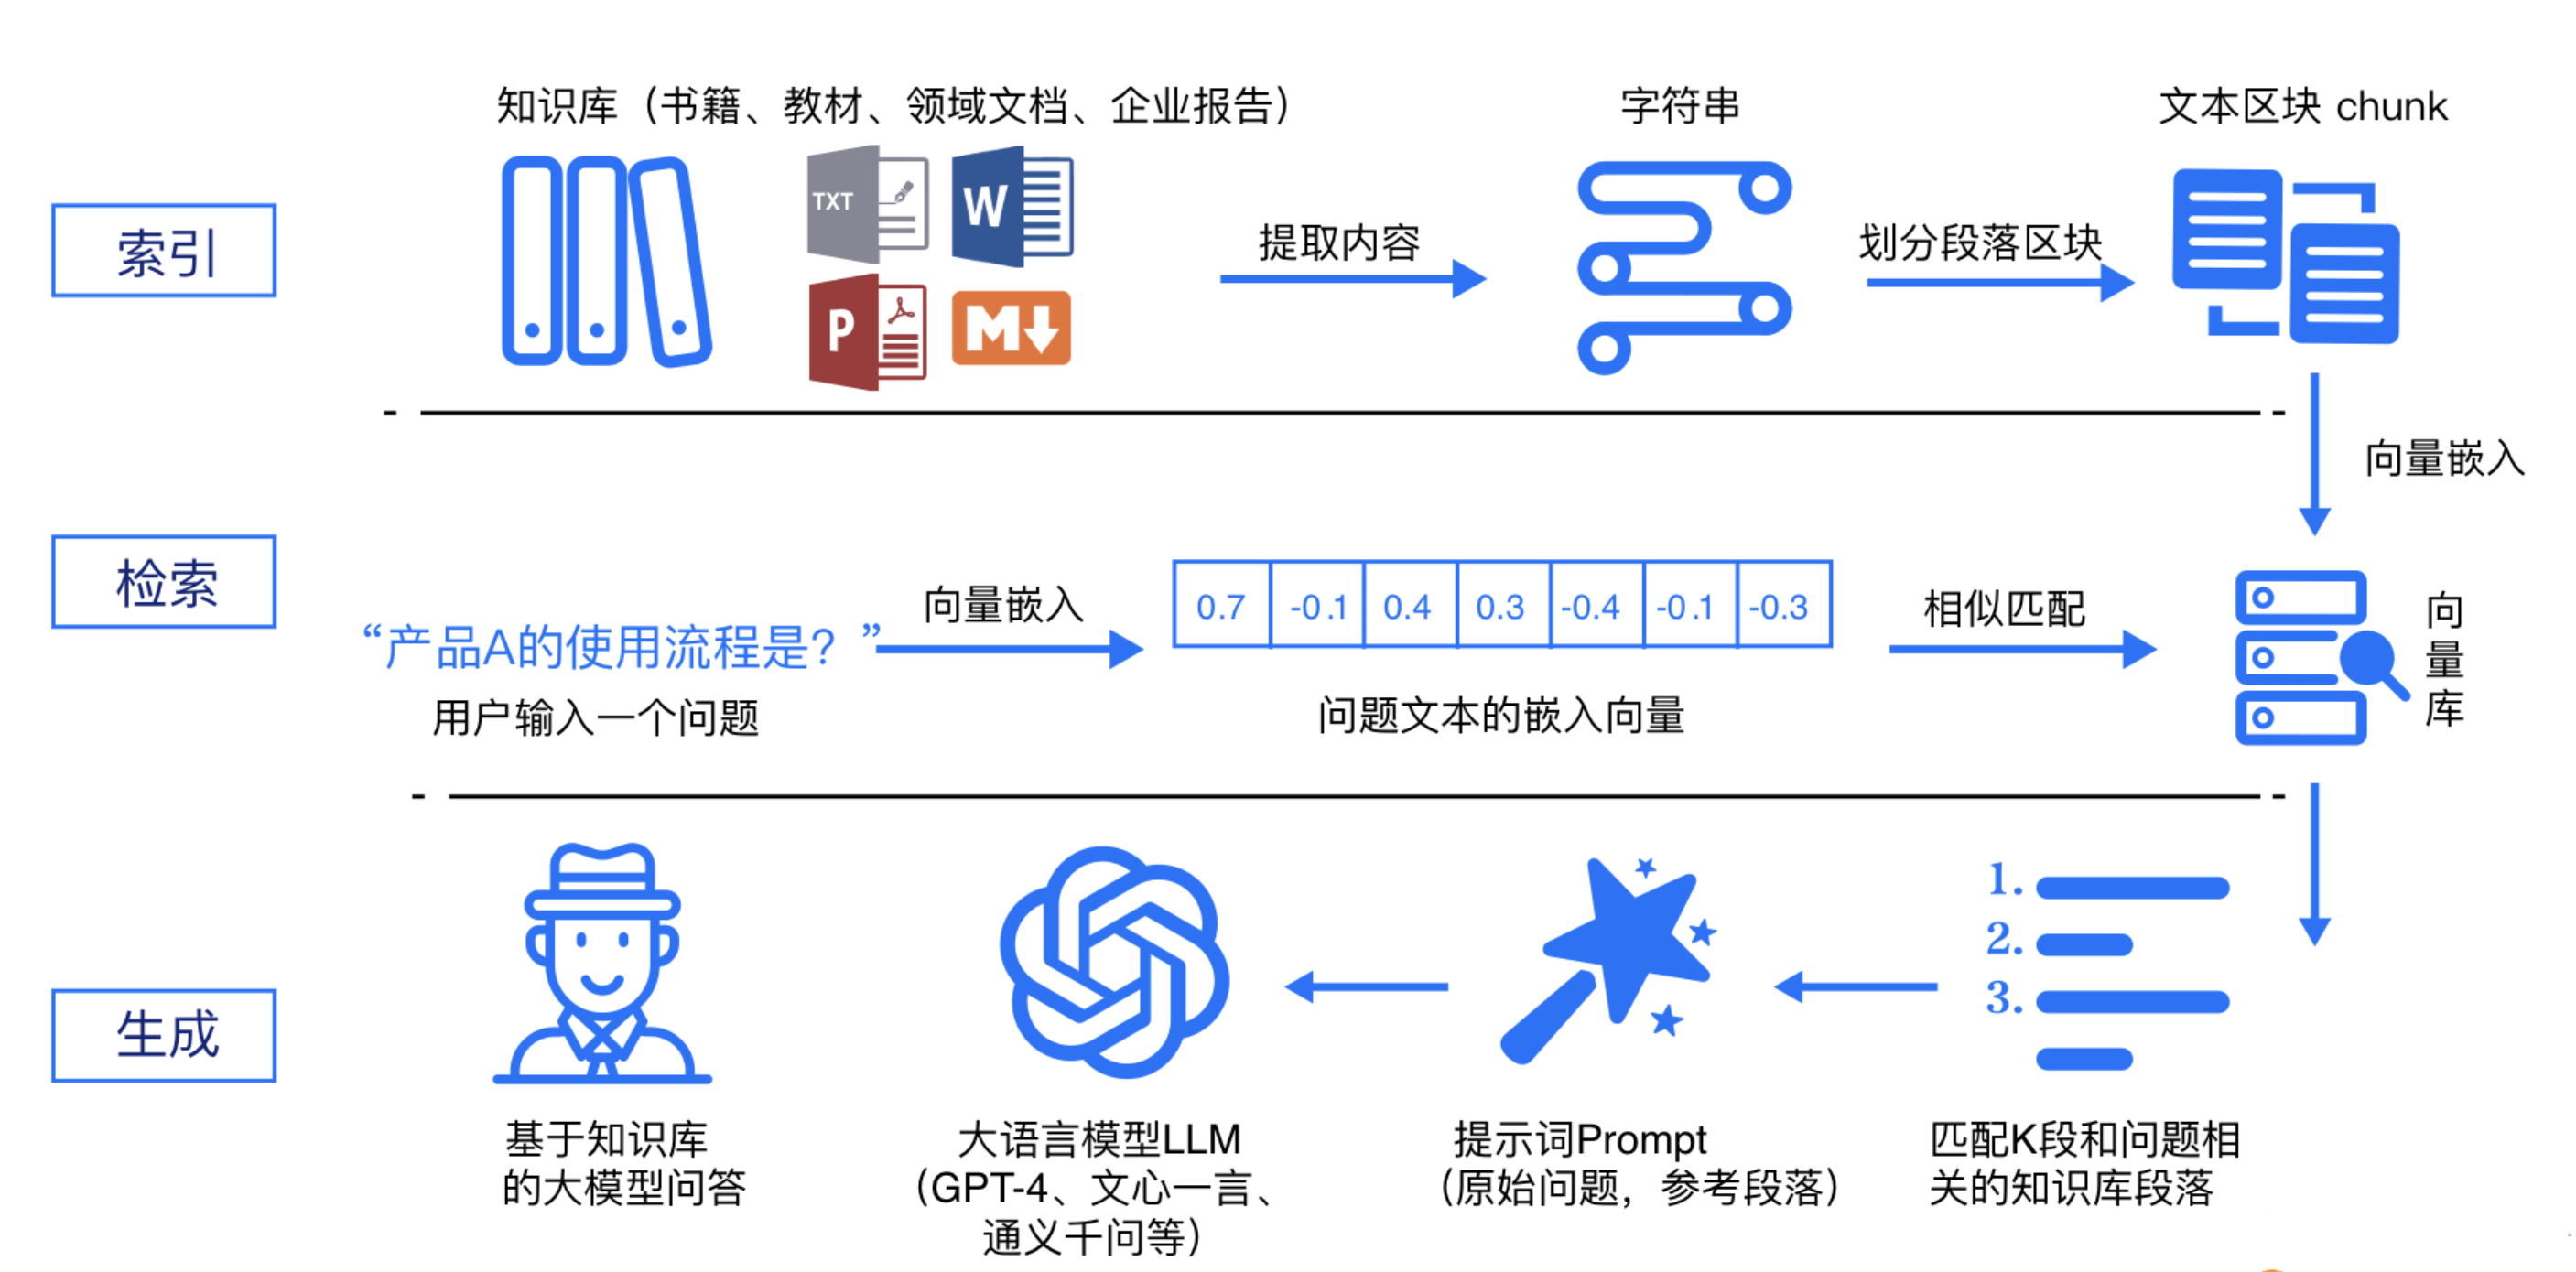 知识库（书籍、教材、领域文档、企业报告）
字符串
文本区块 chunk
TXT
W
P
M
索引
提取内容
划分段落区块
向量嵌入
检索
“产品A的使用流程是？”
用户输入一个问题
向量嵌入
0.7 -0.1 0.4 0.3 -0.4 -0.1 -0.3
问题文本的嵌入向量
相似匹配
向
量
库
生成
1.
2.
3.
基于知识库
的大模型问答
大语言模型LLM
（GPT-4、文心一言、
通义千问等）
提示词Prompt
（原始问题，参考段落）
匹配K段和问题相
关的知识库段落